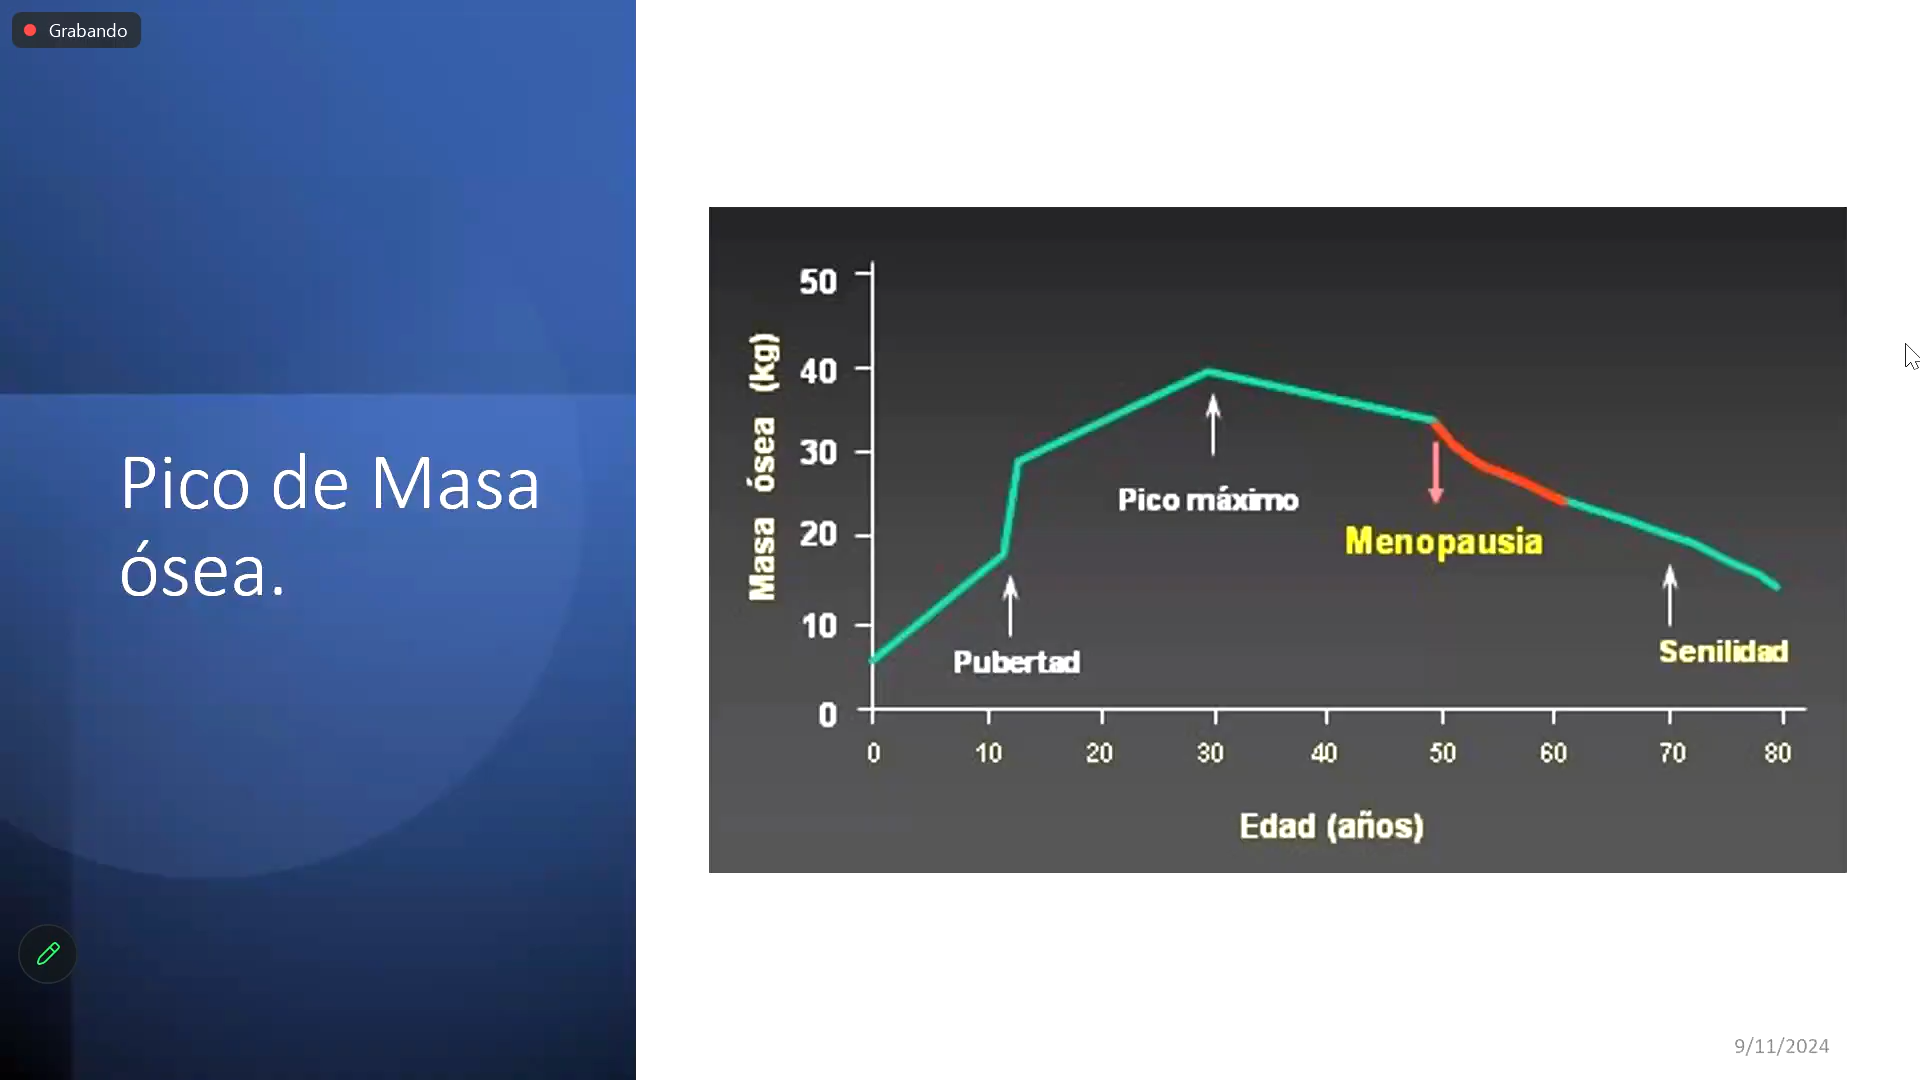 Grabando
Pico de Masa
ósea.
Masa ósea (kg)
50
40
30
20
10
0
Pico máximo
Menopausia
Pubertad
Senilidad
0 10 20 30 40 50 60 70 80
Edad (años)
9/11/2024